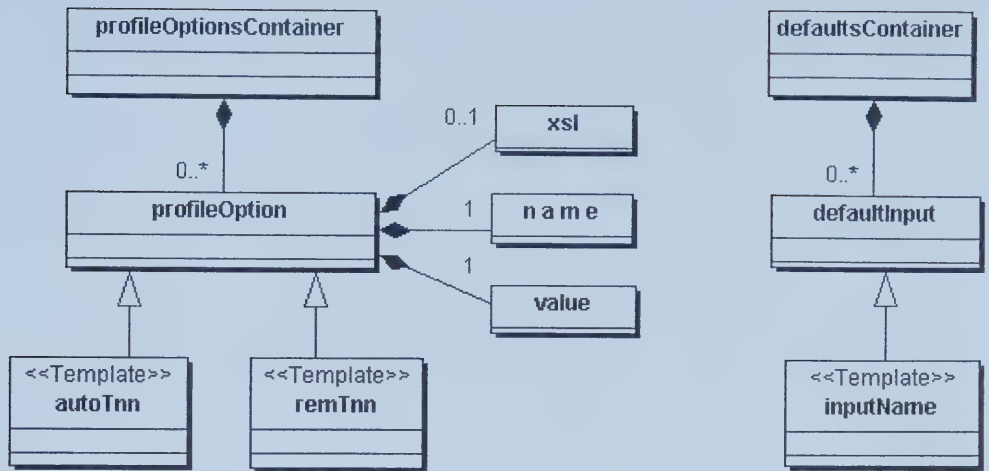 profileOptionsContainer
defaultsContainer
0..1
xsl
0..*
0..*
profileOption
1
n a m e
defaultInput
1
value
<<Template>>
autoTnn
<<Template>>
remTnn
<<Template>>
inputName